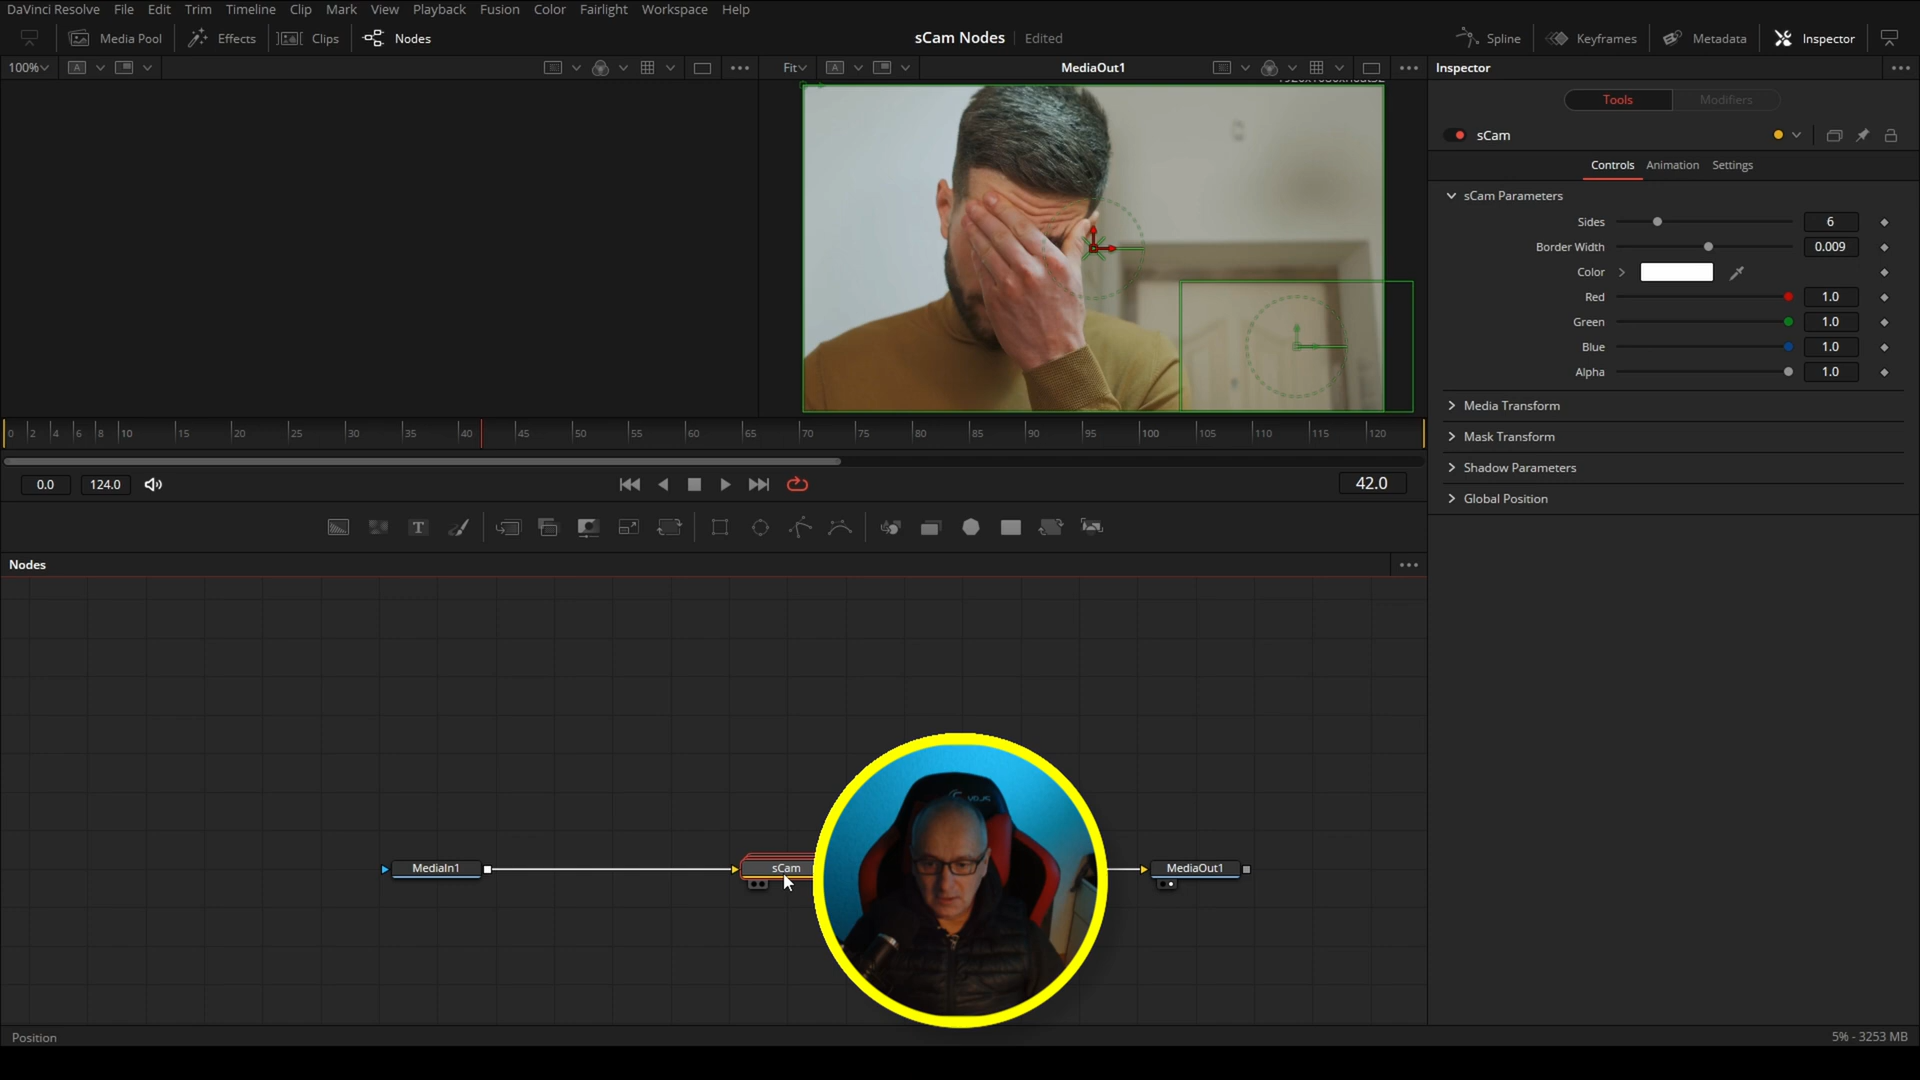 DaVinci Resolve File Edit Trim Timeline Clip Mark View Playback Fusion Color Fairlight Workspace Help
Media Pool Effects Clips Nodes sCam Nodes Edited Spline Keyframes Metadata Inspector
100% A Fit A MediaOut1 Inspector
Tools Modifiers
sCam
Controls Animation Settings
sCam Parameters
Sides 6
Border Width 0.009
Color
Red 1.0
Green 1.0
Blue 1.0
Alpha 1.0
Media Transform
Mask Transform
Shadow Parameters
Global Position
0 2 4 6 8 10 15 20 25 30 35 40 45 50 55 60 65 70 75 80 85 90 95 100 105 110 115 120
0.0 124.0 42.0
T
Nodes
MediaIn1 sCam MediaOut1
Position 5% - 3253 MB